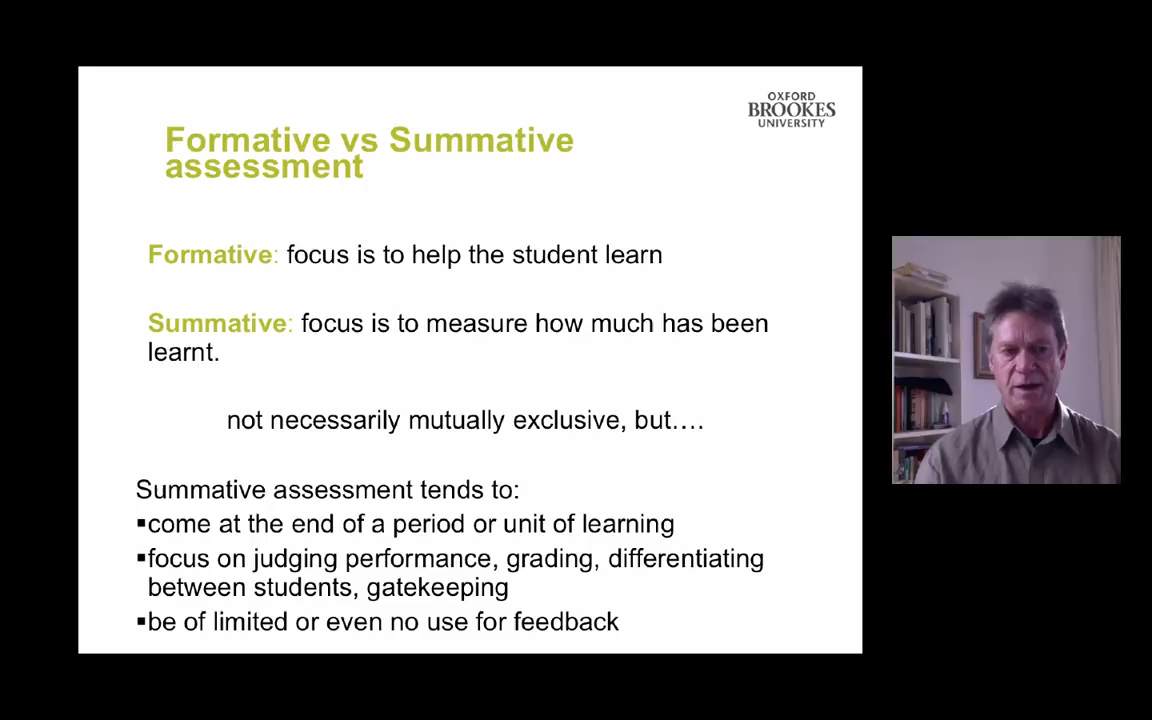 OXFORD
BROOKES
UNIVERSITY
Formative vs Summative
assessment
Formative: focus is to help the student learn
Summative: focus is to measure how much has been
learnt.
not necessarily mutually exclusive, but….
Summative assessment tends to:
▪come at the end of a period or unit of learning
▪focus on judging performance, grading, differentiating
between students, gatekeeping
▪be of limited or even no use for feedback